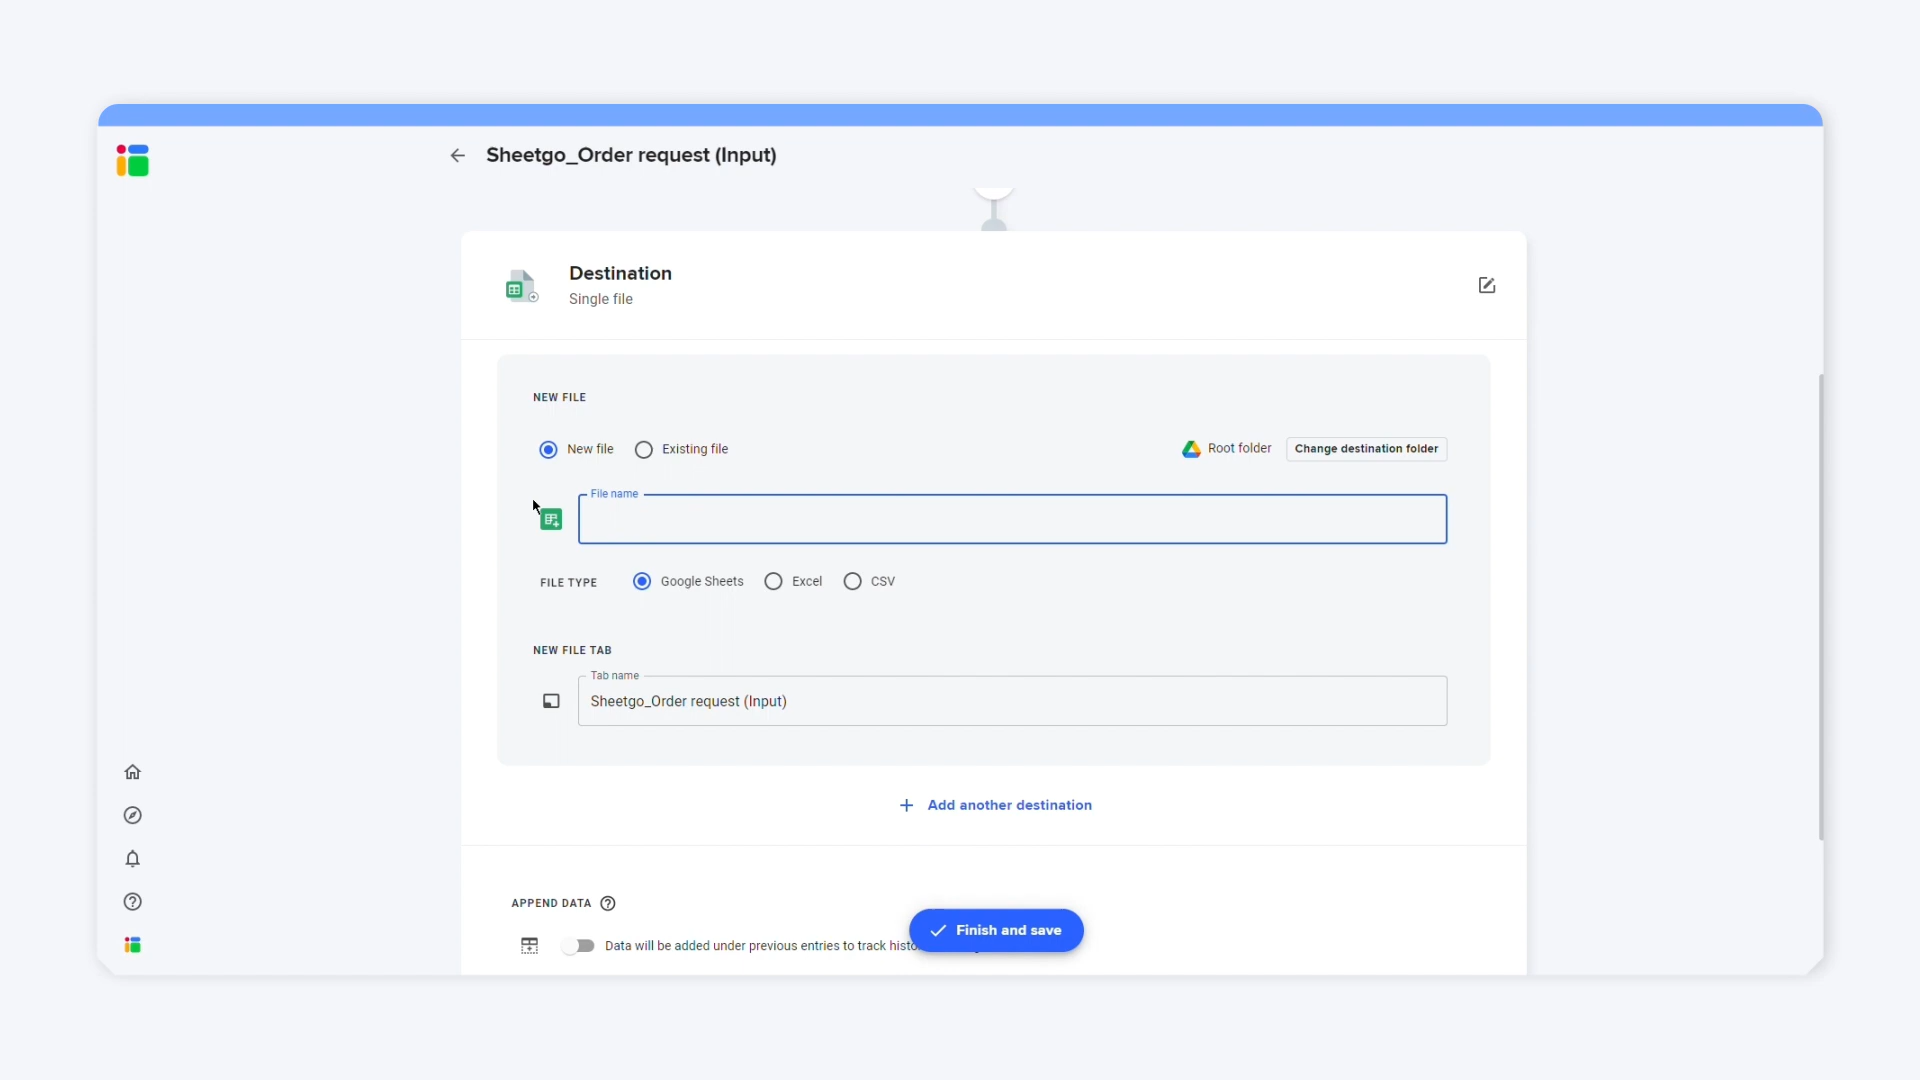 Sheetgo_Order request (Input)
Destination
Single file
NEW FILE
New file
Existing file
Root folder
Change destination folder
File name
FILE TYPE
Google Sheets
Excel
CSV
NEW FILE TAB
Tab name
Sheetgo_Order request (Input)
Add another destination
APPEND DATA
Data will be added under previous entries to track
Finish and save